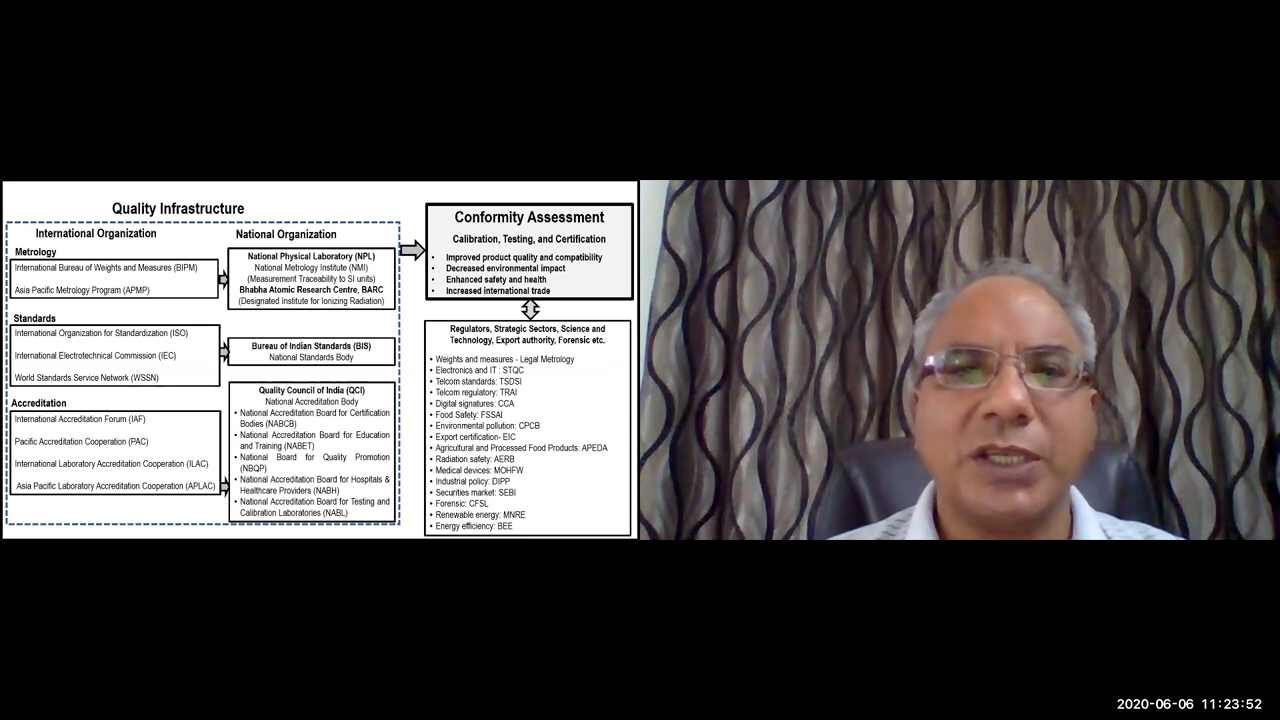 Quality Infrastructure
International Organization
National Organization
Metrology
International Bureau of Weights and Measures (BIPM)
Asia Pacific Metrology Program (APMP)
National Physical Laboratory (NPL)
National Metrology Institute (NMI)
(Measurement Traceability to SI units)
Bhabha Atomic Research Centre, BARC
(Designated Institute for Ionizing Radiation)
Standards
International Organization for Standardization (ISO)
International Electrotechnical Commission (IEC)
World Standards Service Network (WSSN)
Bureau of Indian Standards (BIS)
National Standards Body
Accreditation
International Accreditation Forum (IAF)
Pacific Accreditation Cooperation (PAC)
International Laboratory Accreditation Cooperation (ILAC)
Asia Pacific Laboratory Accreditation Cooperation (APLAC)
Quality Council of India (QCI)
National Accreditation Body
• National Accreditation Board for Certification
Bodies (NABCB)
• National Accreditation Board for Education
and Training (NABET)
• National Board for Quality Promotion
(NBQP)
• National Accreditation Board for Hospitals &
Healthcare Providers (NABH)
• National Accreditation Board for Testing and
Calibration Laboratories (NABL)
Conformity Assessment
Calibration, Testing, and Certification
• Improved product quality and compatibility
• Decreased environmental impact
• Enhanced safety and health
• Increased international trade
Regulators, Strategic Sectors, Science and
Technology, Export authority, Forensic etc.
• Weights and measures - Legal Metrology
• Electronics and IT : STQC
• Telcom standards: TSDSI
• Telcom regulatory: TRAI
• Digital signatures: CCA
• Food Safety: FSSAI
• Environmental pollution: CPCB
• Export certification- EIC
• Agricultural and Processed Food Products: APEDA
• Radiation safety: AERB
• Medical devices: MOHFW
• Industrial policy: DIPP
• Securities market: SEBI
• Forensic: CFSL
• Renewable energy: MNRE
• Energy efficiency: BEE
2020-06-06 11:23:52